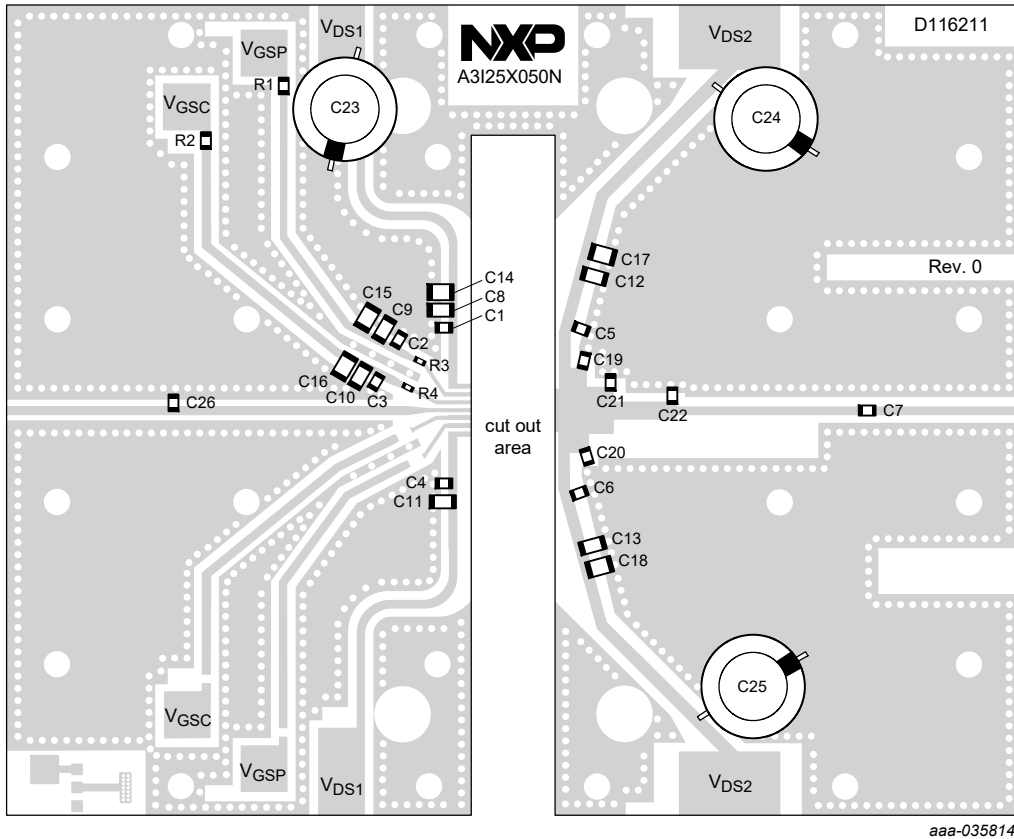 VDS1
VDS2
D116211
VGSP
NXP
A3I25X050N
R1
C23
C24
VGSC
R2
C17
Rev. 0
C12
C14
C8
C1
C15
C9
C2
C5
R3
C19
C16
C10
C3
R4
C21
C22
C26
C7
cut out
area
C20
C4
C6
C11
C13
C18
C25
VGSC
VGSP
VDS1
VDS2
aaa-035814